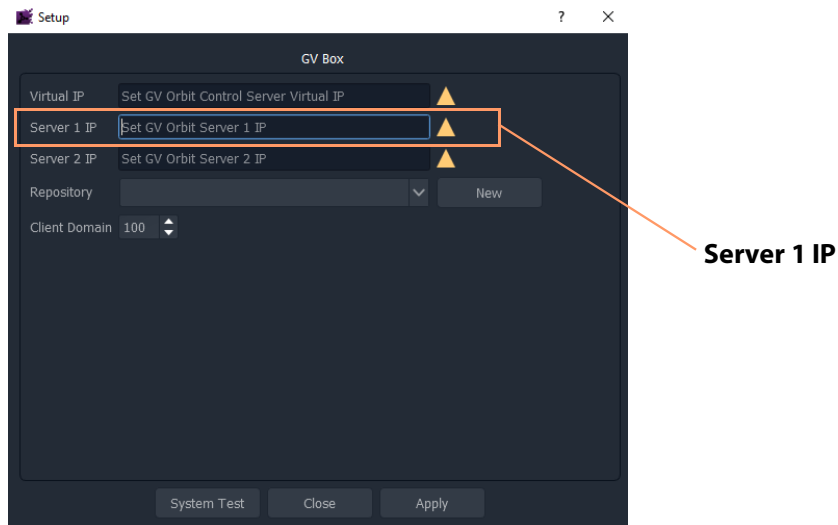 Setup
GV Box
Virtual IP Set GV Orbit Control Server Virtual IP
Server 1 IP Set GV Orbit Server 1 IP
Server 2 IP Set GV Orbit Server 2 IP
Repository New
Client Domain 100
Server 1 IP
System Test Close Apply